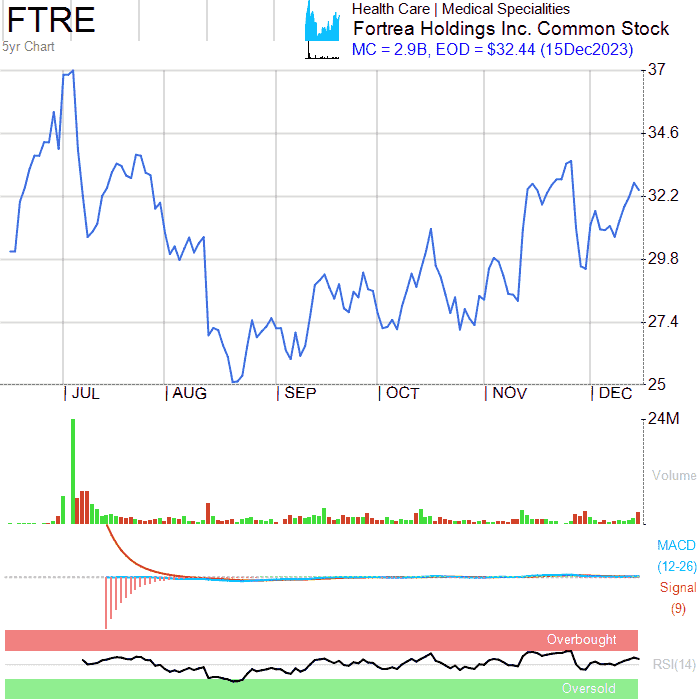 FTRE
5yr Chart
Health Care | Medical Specialities
Fortrea Holdings Inc. Common Stock
MC = 2.9B, EOD = $32.44 (15Dec2023)
37
34.6
32.2
29.8
27.4
25
JUL AUG SEP OCT NOV DEC
24M
Volume
MACD
(12-26)
Signal
(9)
Overbought
RSI(14)
Oversold